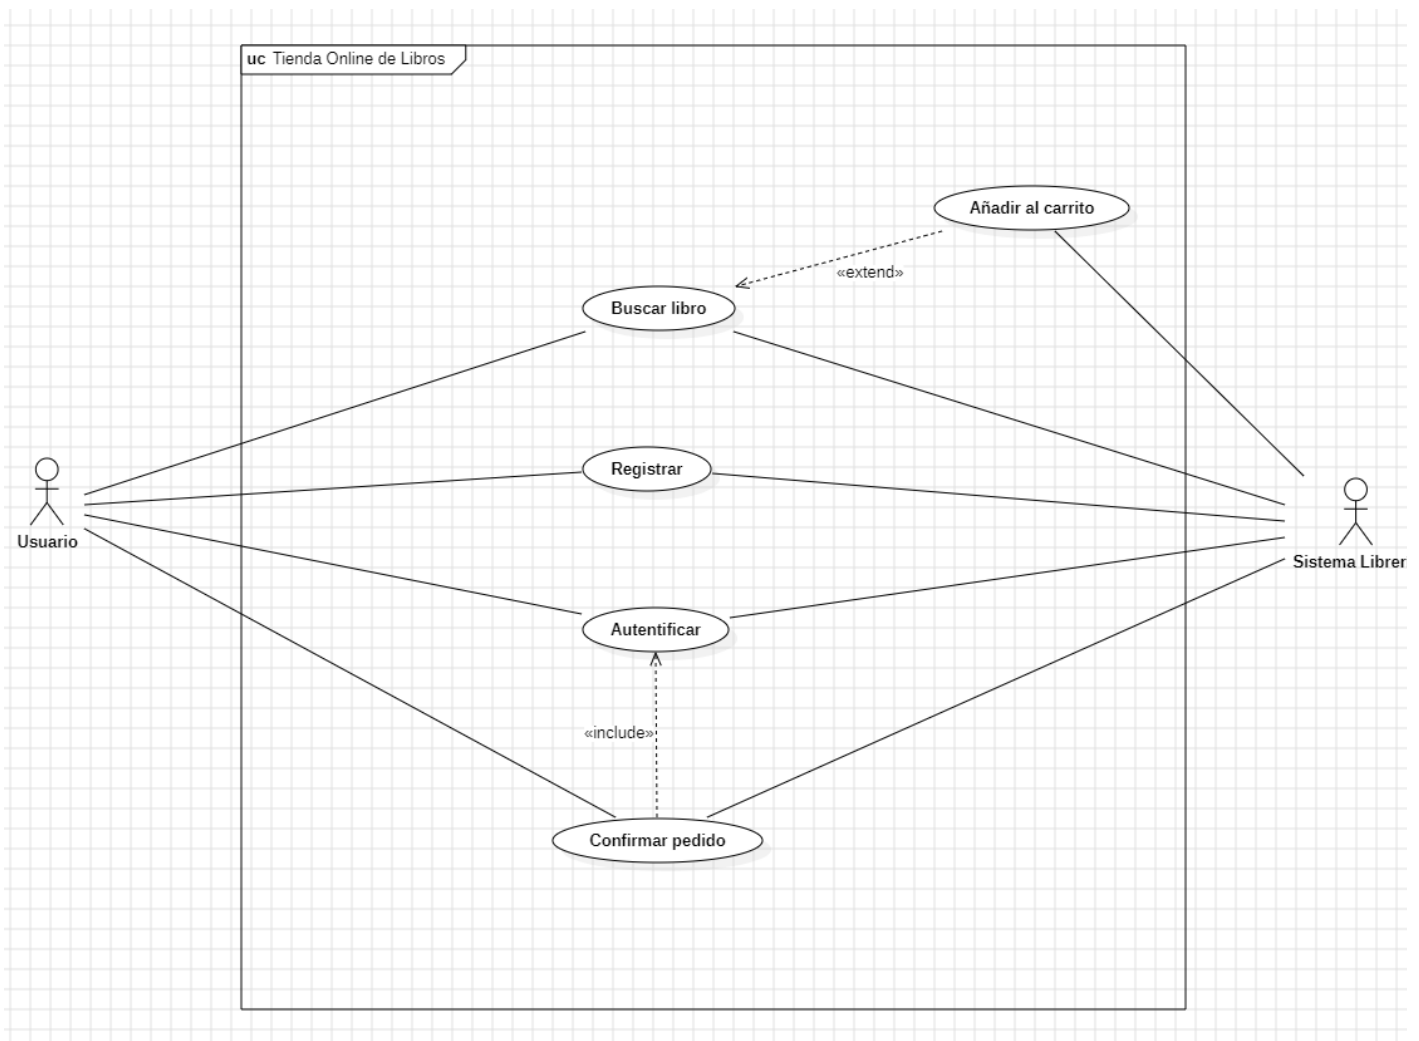 uc Tienda Online de Libros
Añadir al carrito
«extend»
Buscar libro
Registrar
Usuario
Sistema Librer
Autentificar
«include»
Confirmar pedido